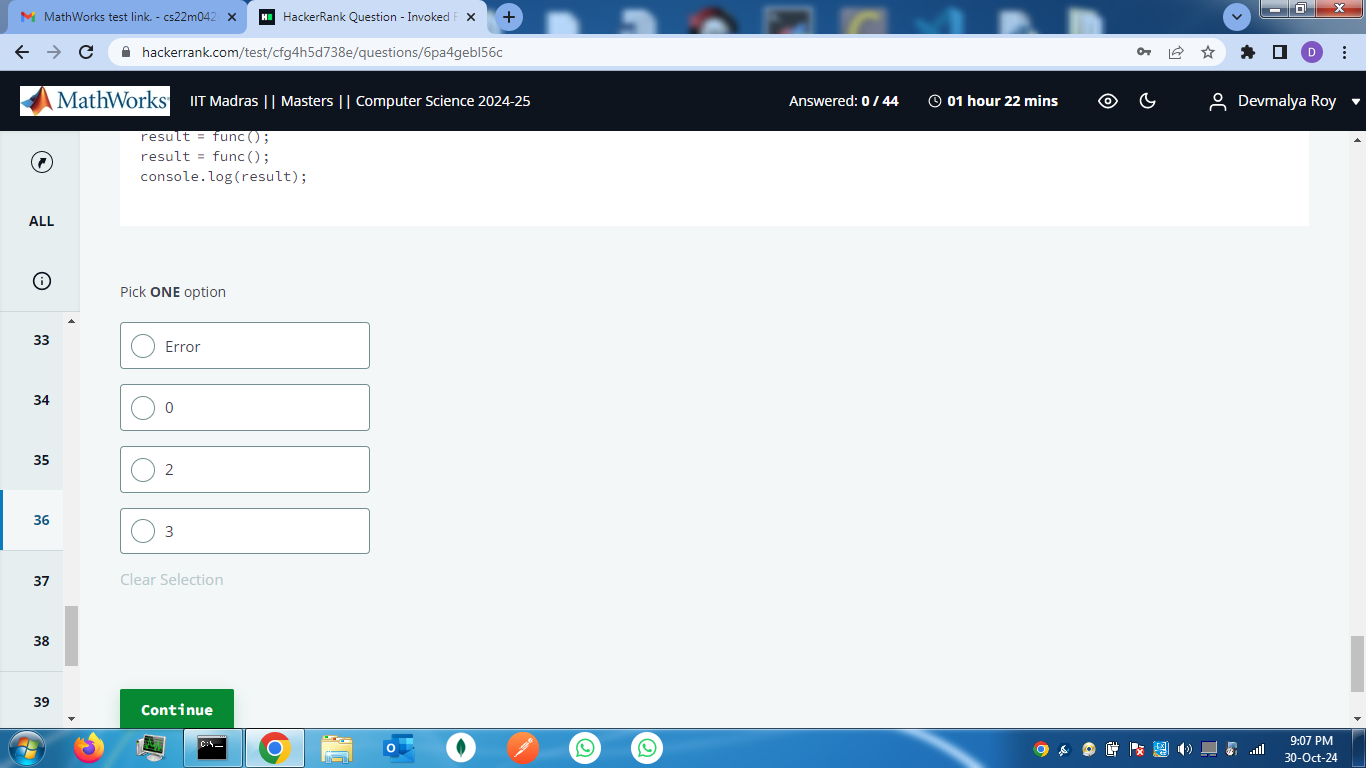 MathWorks test link. - cs22m042
HackerRank Question - Invoked F
hackerrank.com/test/cfg4h5d738e/questions/6pa4gebl56c
D
MathWorks
IIT Madras || Masters || Computer Science 2024-25
Answered: 0 / 44
01 hour 22 mins
Devmalya Roy
result = func();
result = func();
console.log(result);
ALL
33
34
35
36
37
38
39
Pick ONE option
Error
0
2
3
Clear Selection
Continue
9:07 PM
30-Oct-24